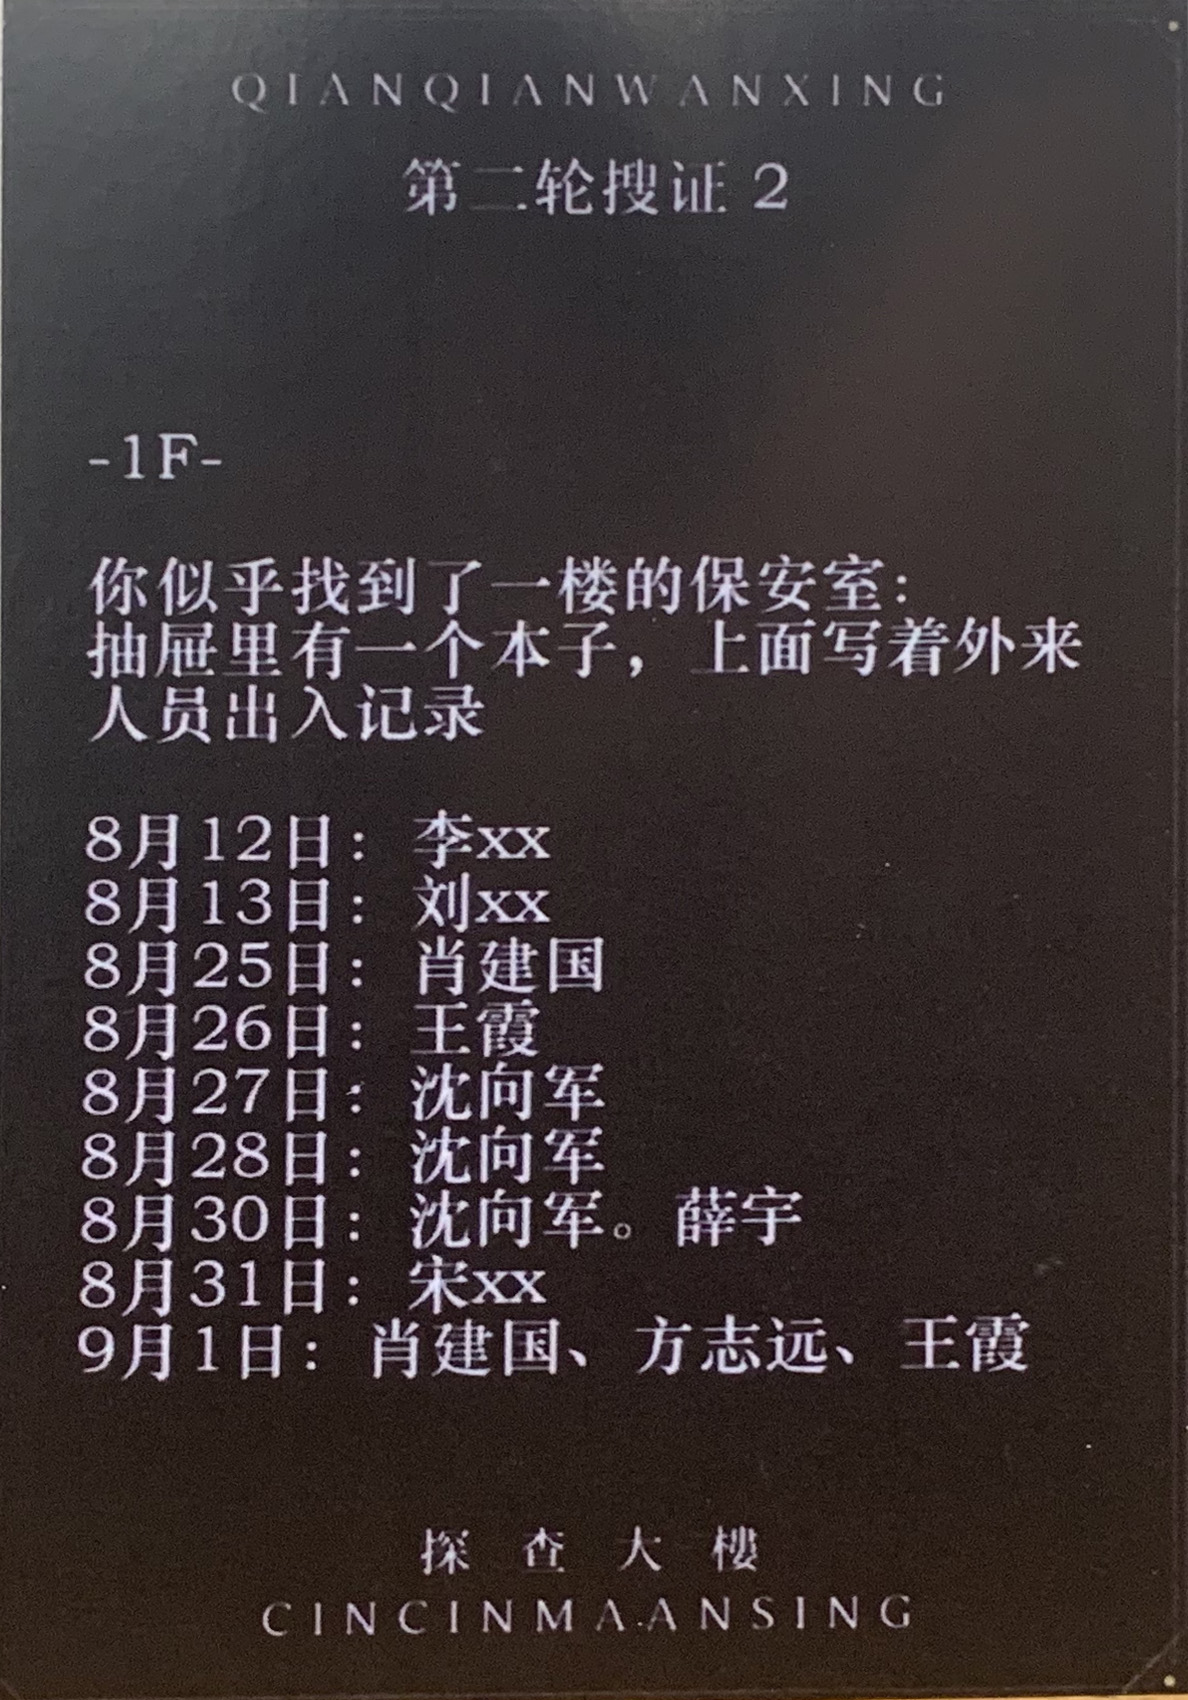 QIANQIANWANXING
第二轮搜证 2
-1F-
你似乎找到了一楼的保安室：
抽屉里有一个本子，上面写着外来
人员出入记录
8月12日：李xx
8月13日：刘xx
8月25日：肖建国
8月26日：王霞
8月27日：沈向军
8月28日：沈向军
8月30日：沈向军。薛宇
8月31日：宋xx
9月1日：肖建国、方志远、王霞
探查大樓
CINCINMAANSING